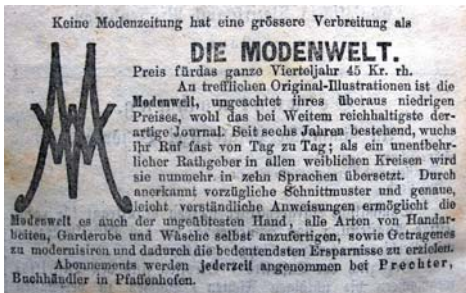 Keine Modenzeitung hat eine grössere Verbreitung als
DIE MODENWELT.
Preis fürdas ganze Vierteljahr 45 Kr. rh.
An trefflichen Original-Illustrationen ist die
Modenwelt, ungeachtet ihres überaus niedrigen
Preises, wohl das bei Weitem reichhaltigste der-
artige Journal. Seit sechs Jahren bestehend, wuchs
ihr Ruf fast von Tag zu Tag; als ein unentbehr-
licher Rathgeber in allen weiblichen Kreisen wird
sie nunmehr in zehn Sprachen übersetzt. Durch
anerkannt vorzügliche Schnittmuster und genaue,
leicht verständliche Anweisungen ermöglicht die
Modenwelt es auch der ungeübtesten Hand, alle Arten von Handar-
beiten, Garderobe und Wäsche selbst anzufertigen, sowie Getragenes
zu modernisiren und dadurch die bedeutendsten Ersparnisse zu erzielen.
Abonnements werden jederzeit angenommen bei Prechter,
Buchhändler in Pfaffenhofen.